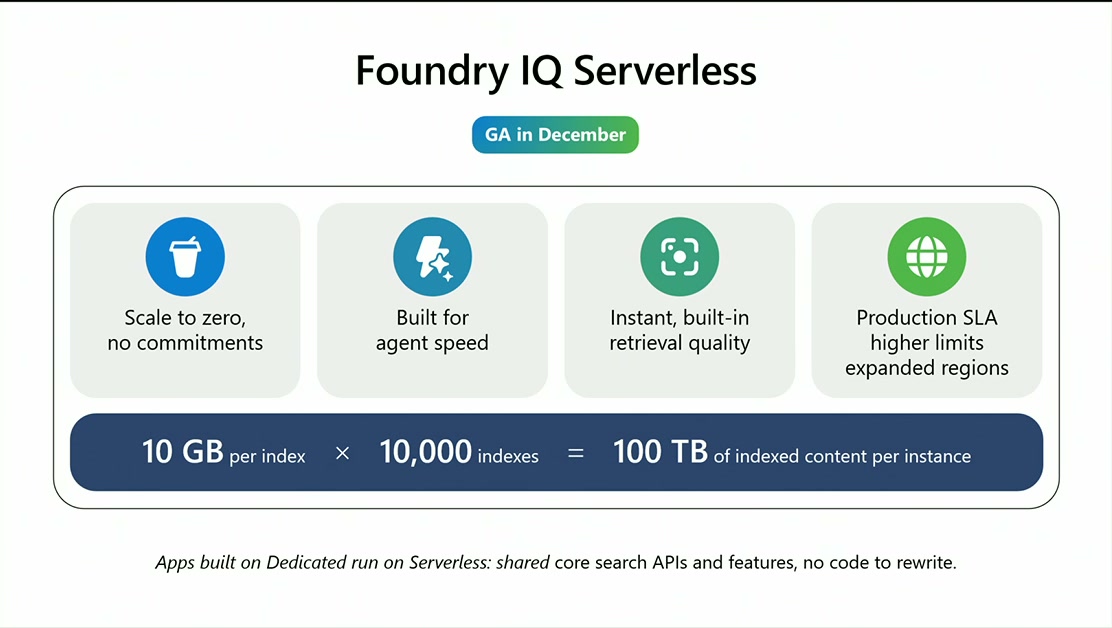 Foundry IQ Serverless
GA in December
Scale to zero,
no commitments
Built for
agent speed
Instant, built-in
retrieval quality
Production SLA
higher limits
expanded regions
10 GB per index × 10,000 indexes = 100 TB of indexed content per instance
Apps built on Dedicated run on Serverless: shared core search APIs and features, no code to rewrite.